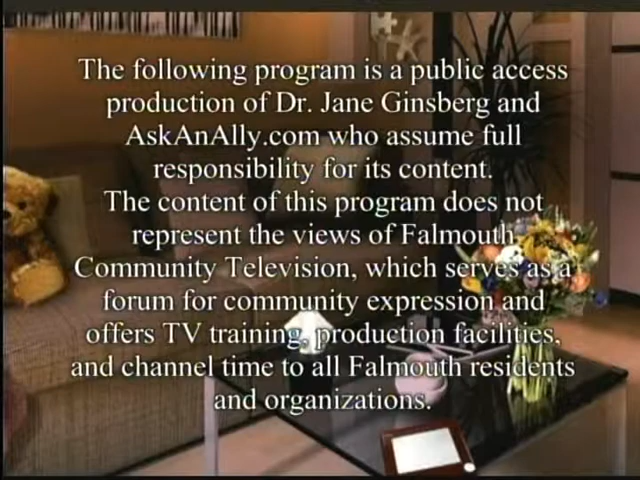 The following program is a public access
production of Dr. Jane Ginsberg and
AskAnAlly.com who assume full
responsibility for its content.
The content of this program does not
represent the views of Falmouth
Community Television, which serves as a
forum for community expression and
offers TV training, production facilities,
and channel time to all Falmouth residents
and organizations.